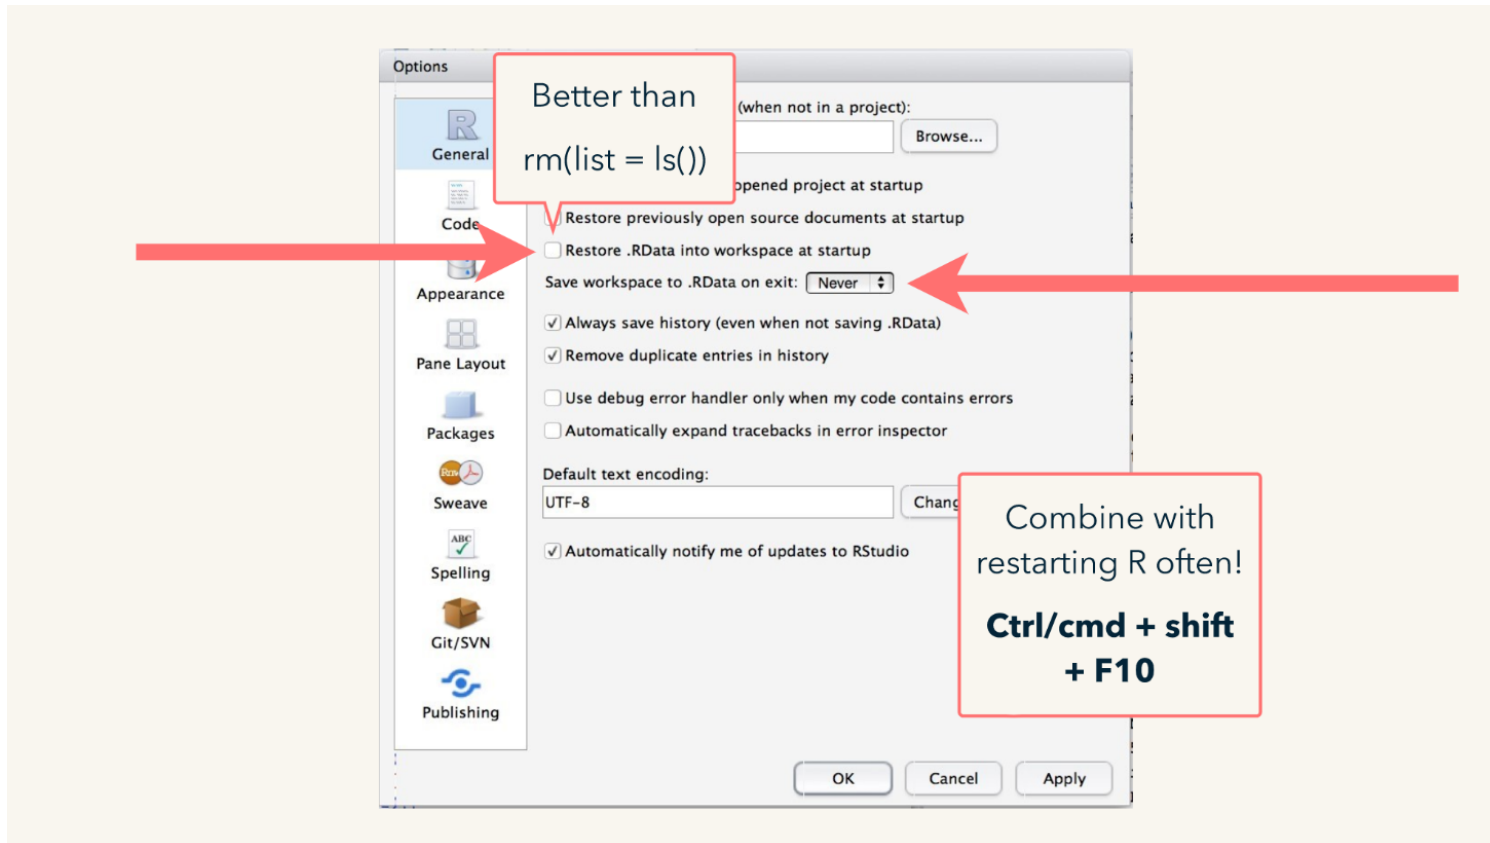 Options
Better than
rm(list = ls())
(when not in a project):
Browse...
opened project at startup
Restore previously open source documents at startup
Restore .RData into workspace at startup
Save workspace to .RData on exit: Never
Always save history (even when not saving .RData)
Remove duplicate entries in history
Use debug error handler only when my code contains errors
Automatically expand tracebacks in error inspector
Default text encoding:
UTF-8
Chang
Automatically notify me of updates to RStudio
R
General
Code
Appearance
Pane Layout
Packages
Rnw
Sweave
ABC
Spelling
Git/SVN
Publishing
Combine with
restarting R often!
Ctrl/cmd + shift
+ F10
OK
Cancel
Apply